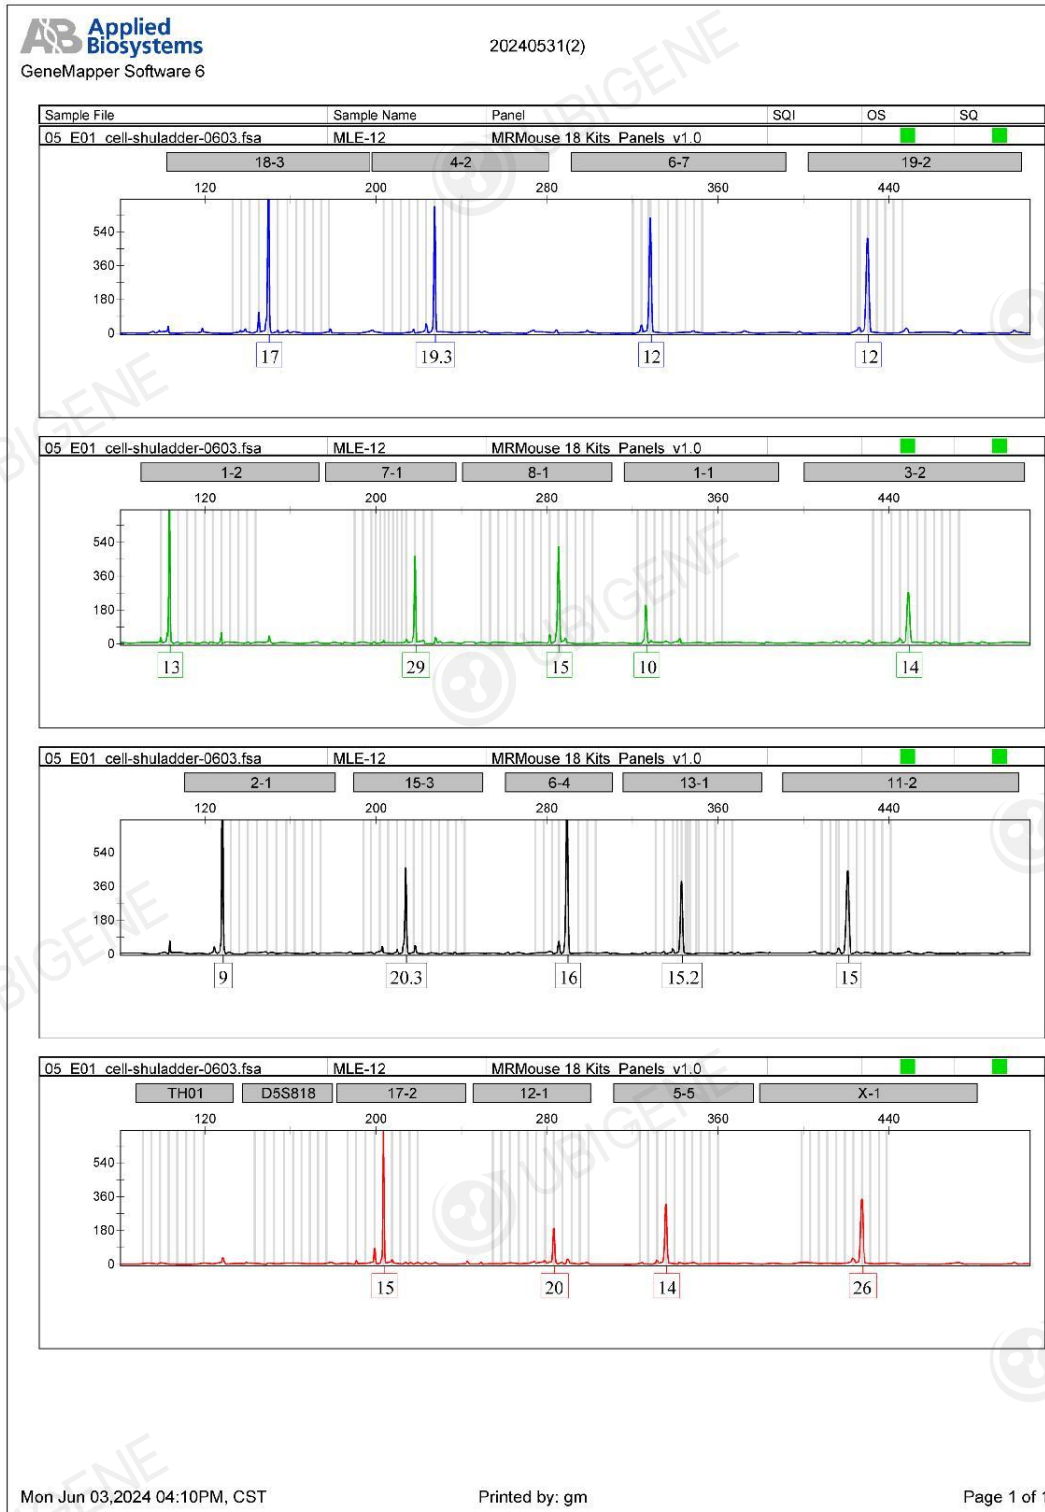 AB Applied Biosystems
20240531(2)
GeneMapper Software 6
Sample File Sample Name Panel SQI OS SQ
05_E01_cell-shuladder-0603.fsa MLE-12 MRMouse 18 Kits_Panels_v1.0
18-3 4-2 6-7 19-2
120 200 280 360 440
540
360
180
0
17 19.3 12 12
05_E01_cell-shuladder-0603.fsa MLE-12 MRMouse 18 Kits_Panels_v1.0
1-2 7-1 8-1 1-1 3-2
120 200 280 360 440
540
360
180
0
13 29 15 10 14
05_E01_cell-shuladder-0603.fsa MLE-12 MRMouse 18 Kits_Panels_v1.0
2-1 15-3 6-4 13-1 11-2
120 200 280 360 440
540
360
180
0
9 20.3 16 15.2 15
05_E01_cell-shuladder-0603.fsa MLE-12 MRMouse 18 Kits_Panels_v1.0
TH01 D5S818 17-2 12-1 5-5 X-1
120 200 280 360 440
540
360
180
0
15 20 14 26
UBIGENE
UBIGENE
UBIGENE
UBIGENE
UBIGENE
Mon Jun 03,2024 04:10PM, CST Printed by: gm Page 1 of 1